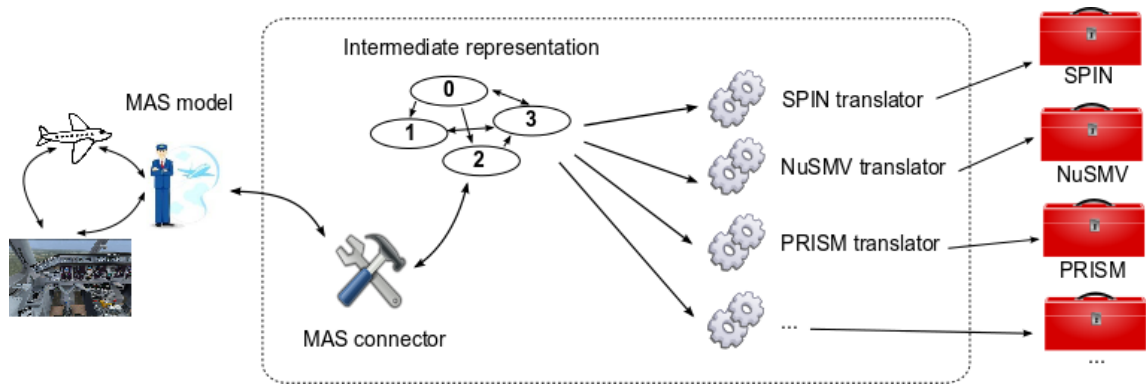 Intermediate representation
MAS model
0
1
3
2
MAS connector
SPIN translator
NuSMV translator
PRISM translator
...
SPIN
NuSMV
PRISM
...